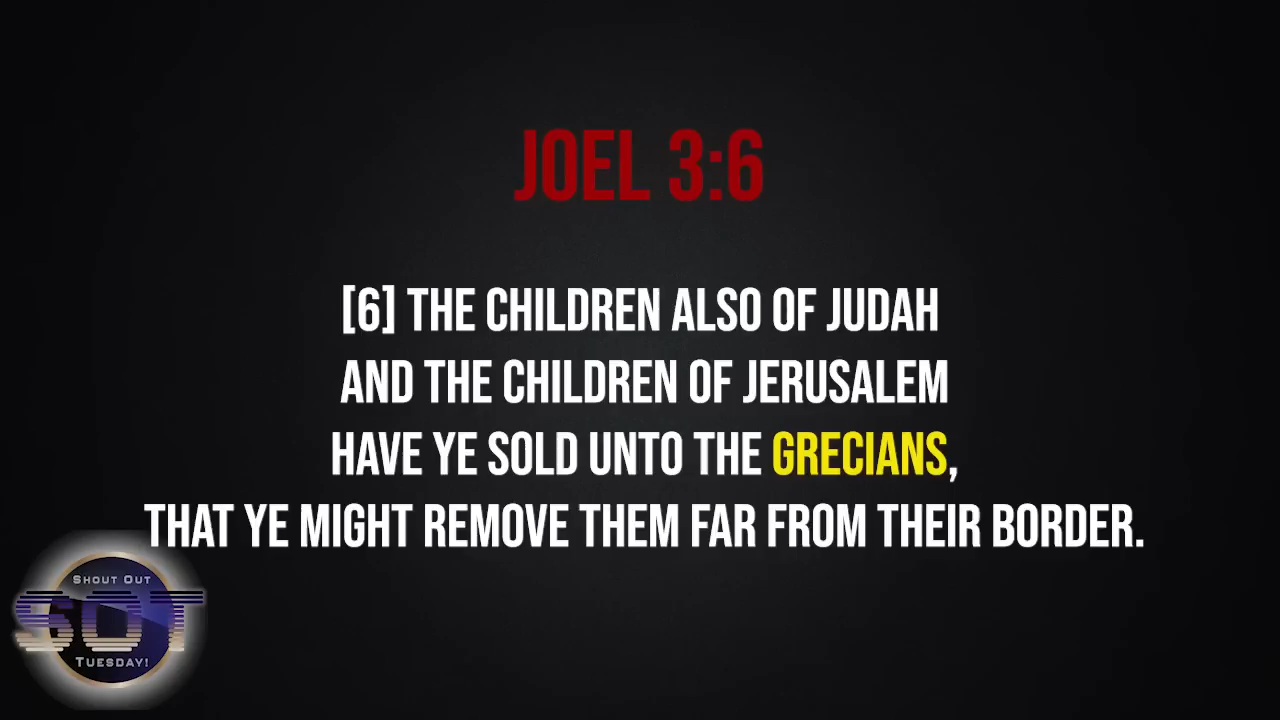 JOEL 3:6
[6] THE CHILDREN ALSO OF JUDAH
AND THE CHILDREN OF JERUSALEM
HAVE YE SOLD UNTO THE GRECIANS,
THAT YE MIGHT REMOVE THEM FAR FROM THEIR BORDER.
SHOUT OUT
SOT
TUESDAY!